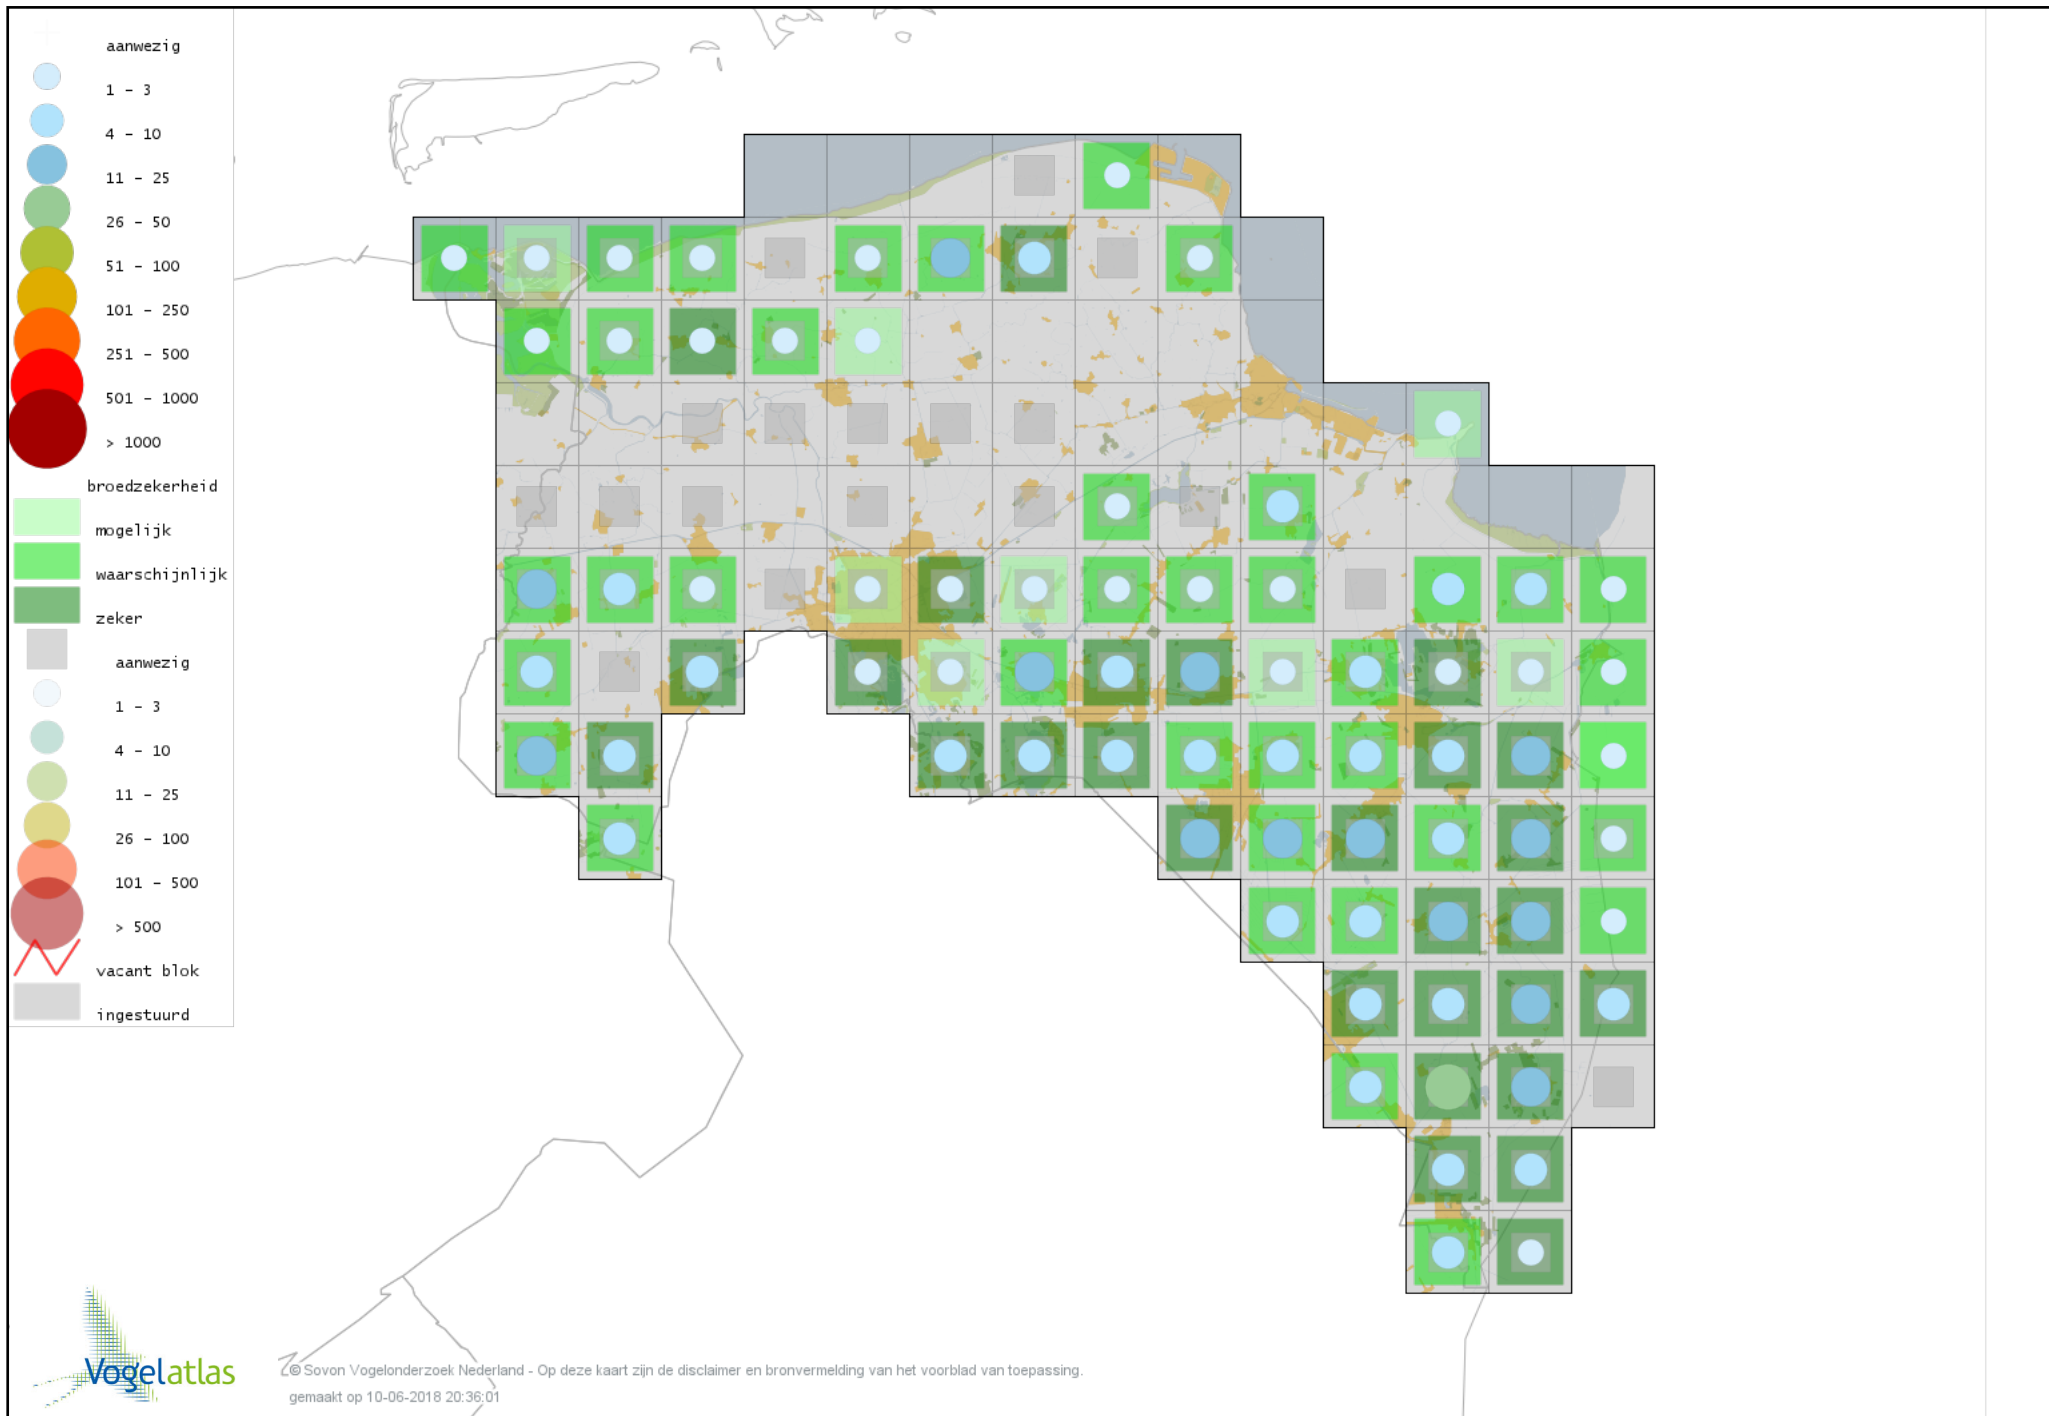 aanwezig
1 - 3
4 - 10
11 - 25
26 - 50
51 - 100
101 - 250
251 - 500
501 - 1000
> 1000
broedzekerheid
mogelijk
waarschijnlijk
zeker
aanwezig
1 - 3
4 - 10
11 - 25
26 - 100
101 - 500
> 500
vacant blok
ingestuurd
Vogelatlas
© Sovon Vogelonderzoek Nederland - Op deze kaart zijn de disclaimer en bronvermelding van het voorblad van toepassing.
gemaakt op 10-06-2018 20:36:01